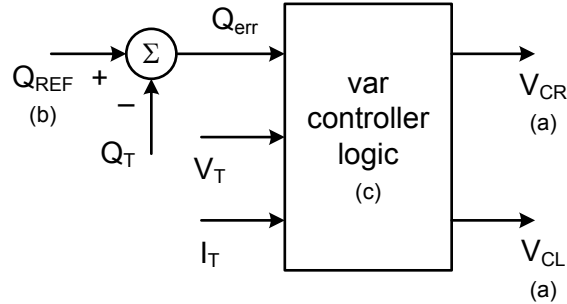 Q_err
Σ
Q_REF +
(b)
−
Q_T
V_T
I_T
var
controller
logic
(c)
V_CR
(a)
V_CL
(a)